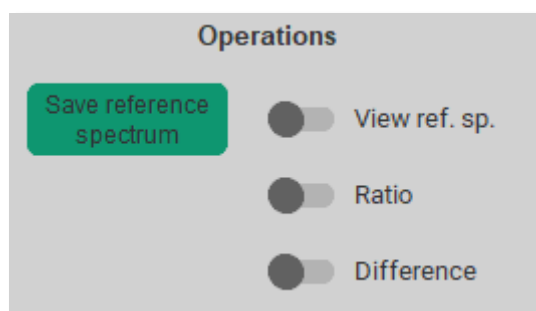 Operations
Save reference
spectrum
View ref. sp.
Ratio
Difference